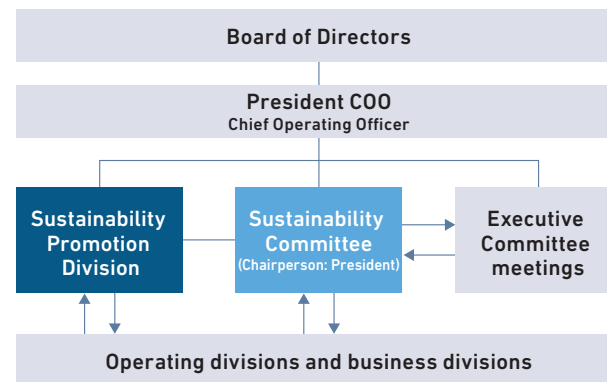 Board of Directors
President COO
Chief Operating Officer
Sustainability
Promotion
Division
Sustainability
Committee
(Chairperson: President)
Executive
Committee
meetings
Operating divisions and business divisions